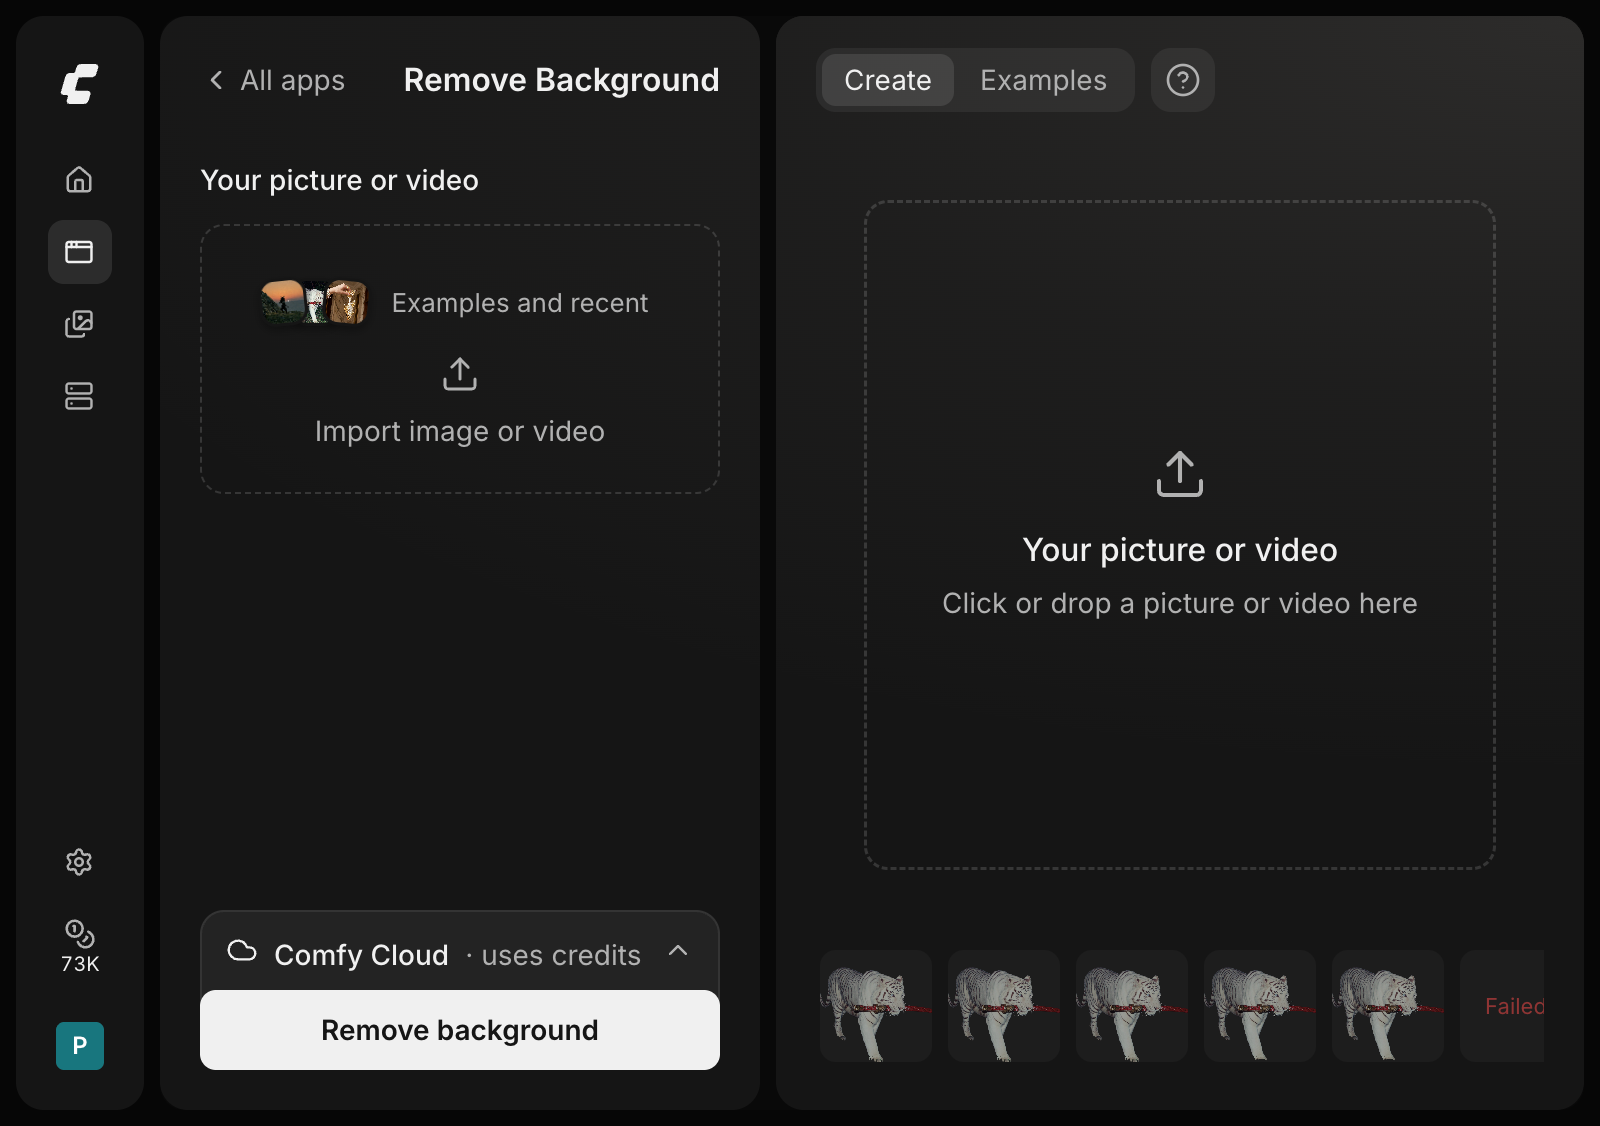 All apps
Remove Background
Your picture or video
Examples and recent
Import image or video
Comfy Cloud · uses credits
Remove background
73K
P
Create
Examples
Your picture or video
Click or drop a picture or video here
Failed